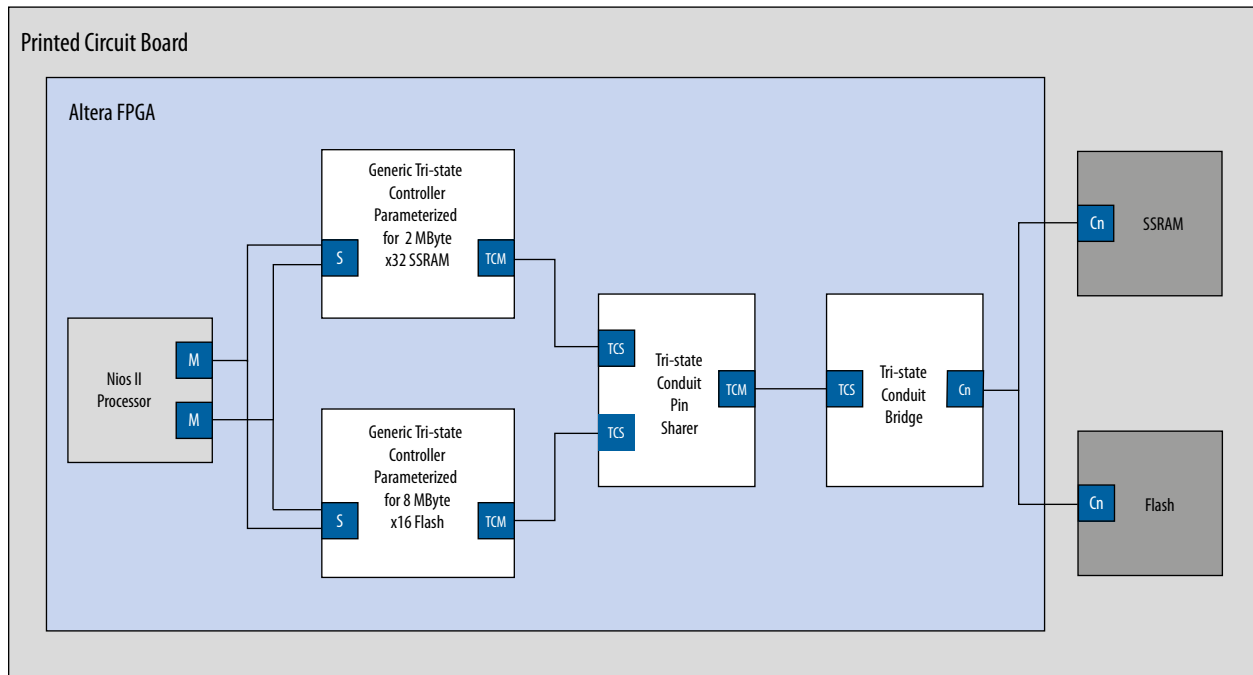 Printed Circuit Board
Altera FPGA
Generic Tri-state
Controller
Parameterized
for 2 MByte
x32 SSRAM
S
TCM
Nios II
Processor
M
M
Generic Tri-state
Controller
Parameterized
for 8 MByte
x16 Flash
S
TCM
TCS
TCS
Tri-state
Conduit
Pin
Sharer
TCM
TCS
Tri-state
Conduit
Bridge
Cn
Cn
SSRAM
Cn
Flash